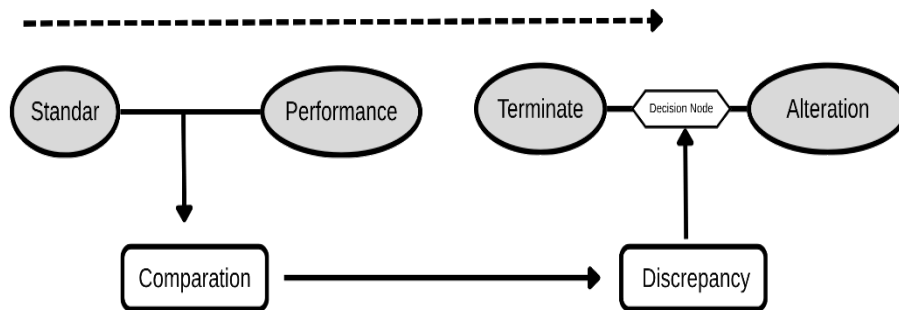 Standar
Performance
Terminate
Decision Node
Alteration
Comparation
Discrepancy